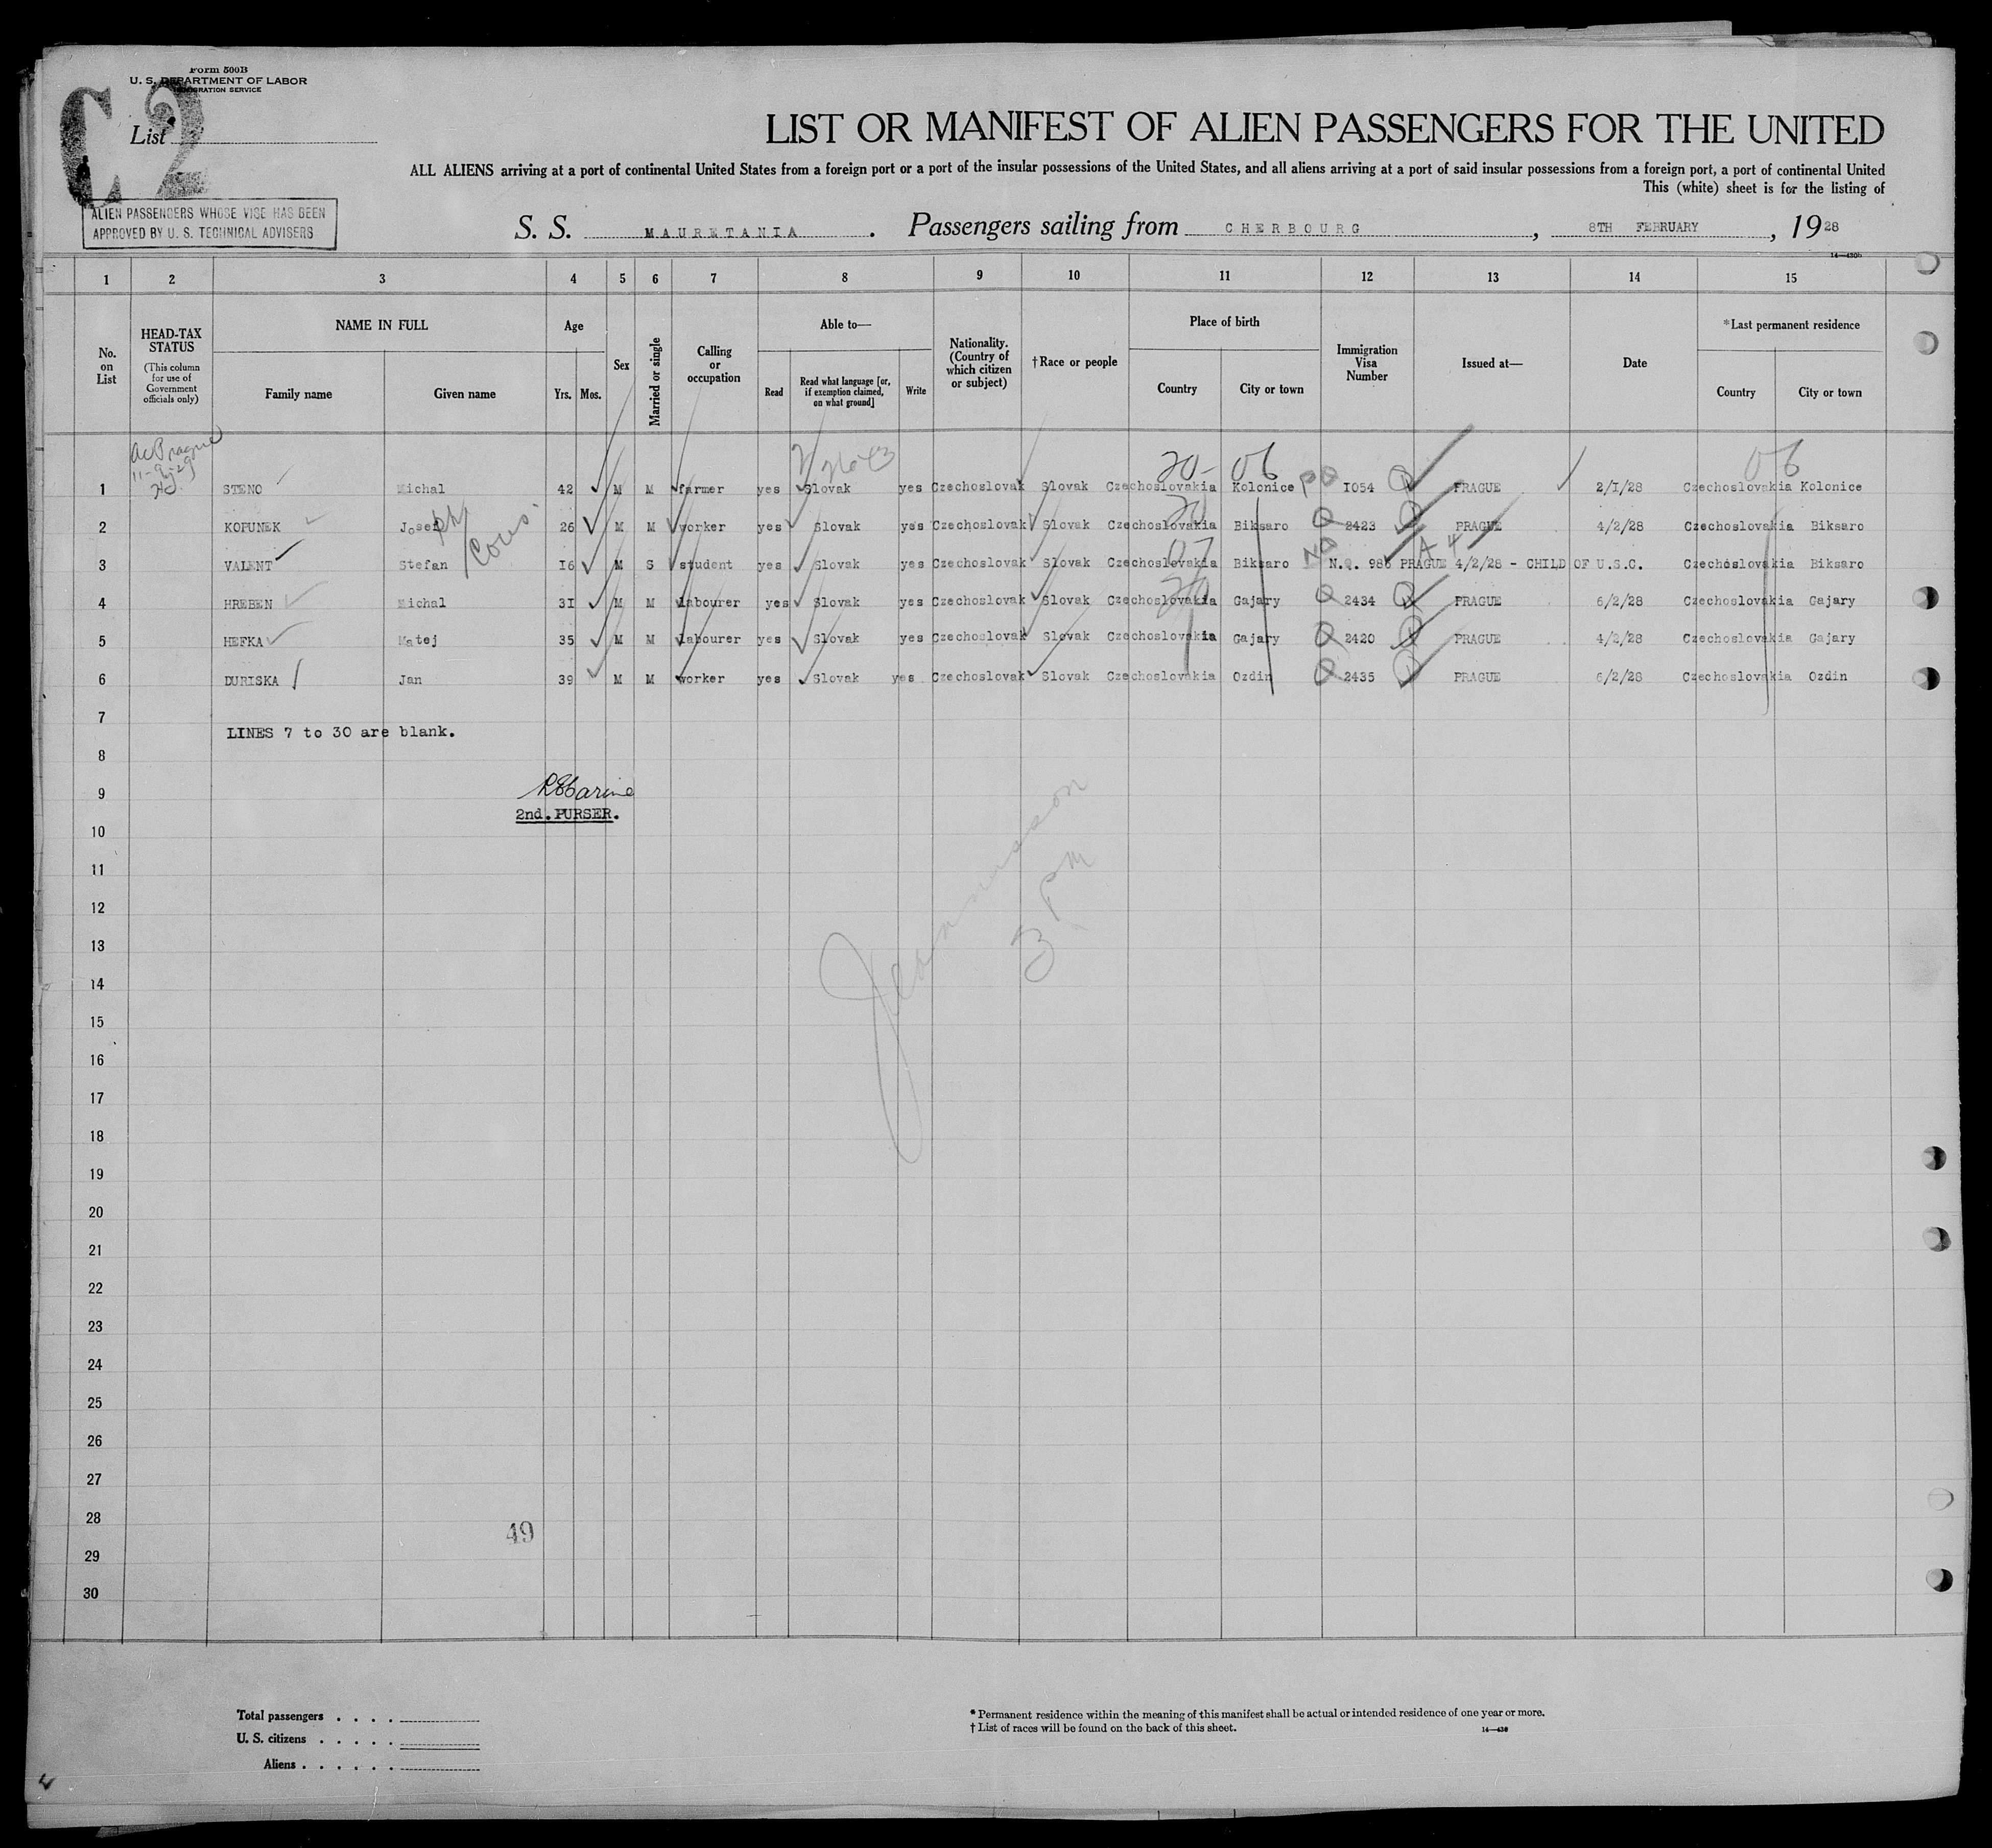 Form 500B
U. S. DEPARTMENT OF LABOR
IMMIGRATION SERVICE
C 2
List
LIST OR MANIFEST OF ALIEN PASSENGERS FOR THE UNITED
ALL ALIENS arriving at a port of continental United States from a foreign port or a port of the insular possessions of the United States, and all aliens arriving at a port of said insular possessions from a foreign port, a port of continental United
This (white) sheet is for the listing of
ALIEN PASSENGERS WHOSE VISE HAS BEEN
APPROVED BY U. S. TECHNICAL ADVISERS
S. S. MAURETANIA . Passengers sailing from CHERBOURG , 8TH FEBRUARY , 1928
14—430b
1 2 3 4 5 6 7 8 9 10 11 12 13 14 15
No. on List
HEAD-TAX STATUS (This column for use of Government officials only)
NAME IN FULL
Family name Given name
Age
Yrs. Mos.
Sex
Married or single
Calling or occupation
Able to—
Read
Read what language [or, if exemption claimed, on what ground]
Write
Nationality. (Country of which citizen or subject)
†Race or people
Place of birth
Country City or town
Immigration Visa Number
Issued at—
Date
*Last permanent residence
Country City or town
20- 06 06
1 STENO Michal 42 M M farmer yes Slovak yes Czechoslovak Slovak Czechoslovakia Kolonice 1054 PRAGUE 2/1/28 Czechoslovakia Kolonice
2 KOPUNEK Josef 26 M M worker yes Slovak yes Czechoslovak Slovak Czechoslovakia Biksaro 2423 PRAGUE 4/2/28 Czechoslovakia Biksaro
3 VALENT Stefan 16 M S student yes Slovak yes Czechoslovak Slovak Czechoslovakia Biksaro N.Q. 986 PRAGUE 4/2/28 - CHILD OF U.S.C. Czechoslovakia Biksaro
4 HREBEN Michal 31 M M labourer yes Slovak yes Czechoslovak Slovak Czechoslovakia Gajary 2434 PRAGUE 6/2/28 Czechoslovakia Gajary
5 HEFKA Matej 35 M M labourer yes Slovak yes Czechoslovak Slovak Czechoslovakia Gajary 2420 PRAGUE 4/2/28 Czechoslovakia Gajary
6 DURISKA Jan 39 M M worker yes Slovak yes Czechoslovak Slovak Czechoslovakia Ozdin 2435 PRAGUE 6/2/28 Czechoslovakia Ozdin
7
LINES 7 to 30 are blank.
8
9
2nd. PURSER.
10
11
12
3 PM
13
14
15
16
17
18
19
20
21
22
23
24
25
26
27
28
49
29
30
Total passengers . . . .
U. S. citizens . . . . .
Aliens . . . . . .
* Permanent residence within the meaning of this manifest shall be actual or intended residence of one year or more.
† List of races will be found on the back of this sheet.
14—430